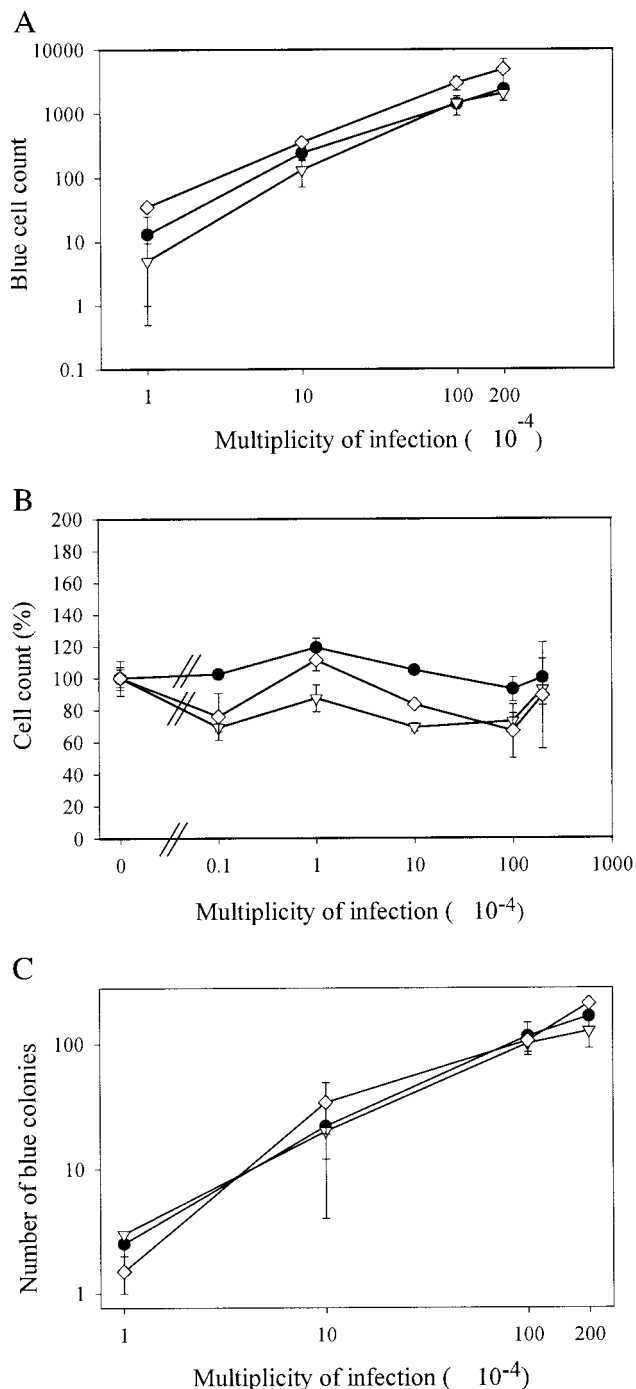 A
10000
1000
100
10
1
0.1
Blue cell count
1 10 100 200
Multiplicity of infection ( 10-4)
B
200
180
160
140
120
100
80
60
40
20
0
Cell count (%)
0 0.1 1 10 100 1000
Multiplicity of infection ( 10-4)
C
100
10
1
Number of blue colonies
1 10 100 200
Multiplicity of infection ( 10-4)